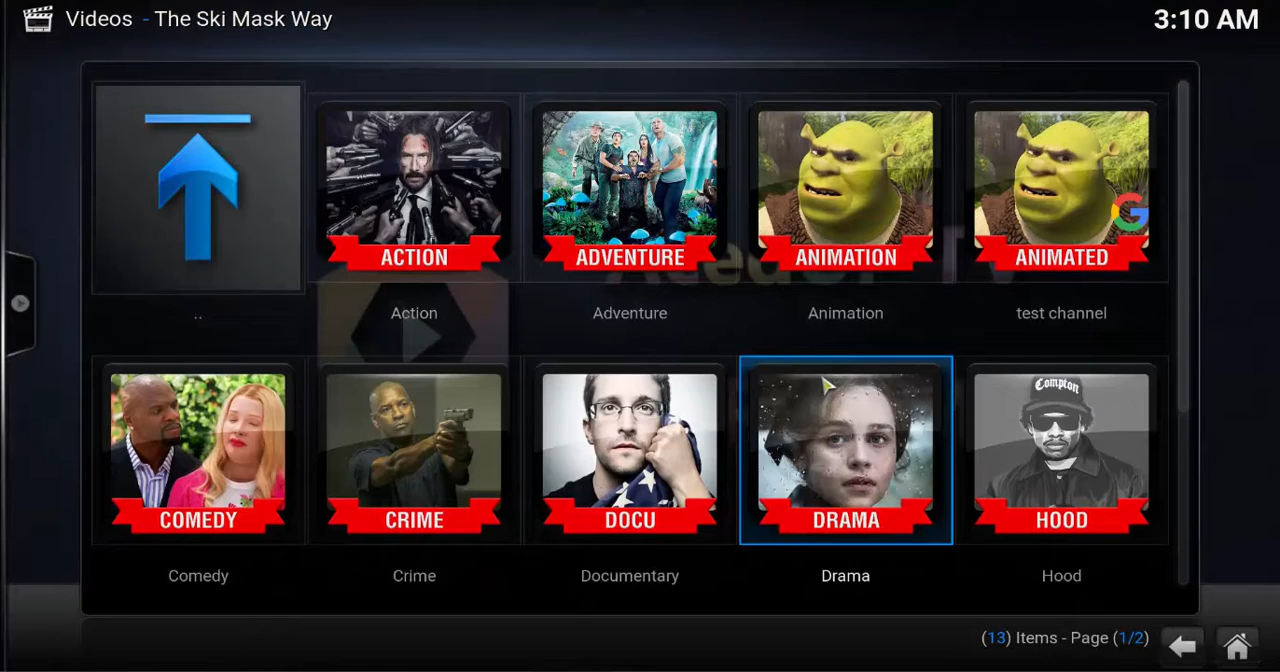 Videos - The Ski Mask Way
3:10 AM
ACTION
ADVENTURE
ANIMATION
ANIMATED
..
Action
Adventure
Animation
test channel
COMEDY
CRIME
DOCU
DRAMA
Compton
HOOD
Comedy
Crime
Documentary
Drama
Hood
(13) Items - Page (1/2)